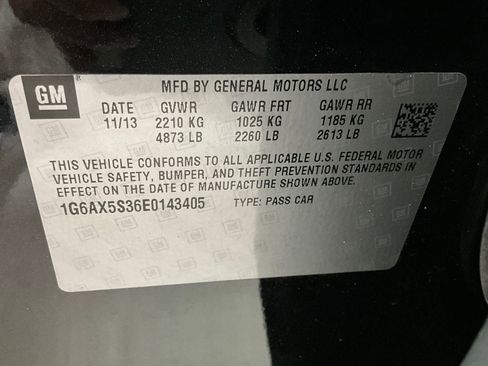 GM
MFD BY GENERAL MOTORS LLC
DATE GVWR GAWR FRT GAWR RR
11/13 2210 KG 1025 KG 1185 KG
4873 LB 2260 LB 2613 LB
THIS VEHICLE CONFORMS TO ALL APPLICABLE U.S. FEDERAL MOTOR
VEHICLE SAFETY, BUMPER, AND THEFT PREVENTION STANDARDS IN
EFFECT ON THE DATE OF MANUFACTURE SHOWN ABOVE.
1G6AX5S36E0143405 TYPE: PASS CAR